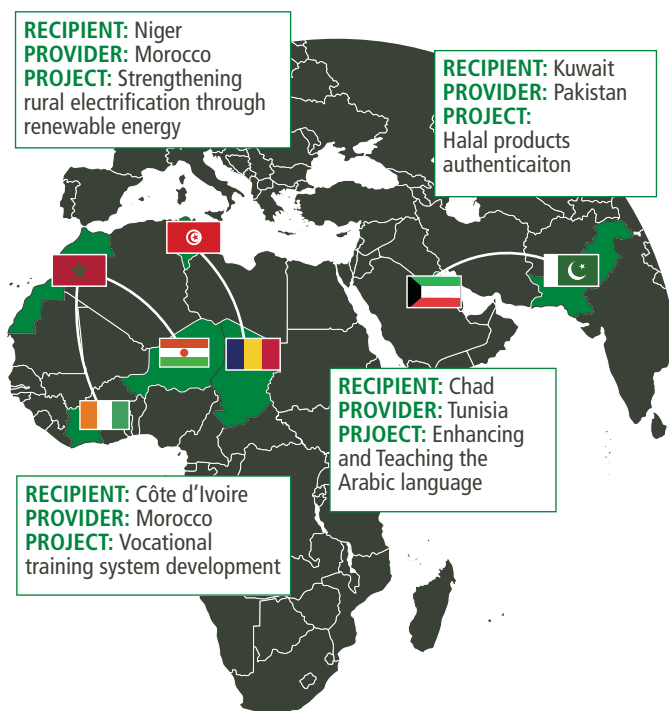 RECIPIENT: Niger
PROVIDER: Morocco
PROJECT: Strengthening
rural electrification through
renewable energy
RECIPIENT: Kuwait
PROVIDER: Pakistan
PROJECT:
Halal products
authenticaiton
RECIPIENT: Chad
PROVIDER: Tunisia
PRJOECT: Enhancing
and Teaching the
Arabic language
RECIPIENT: Côte d’Ivoire
PROVIDER: Morocco
PROJECT: Vocational
training system development